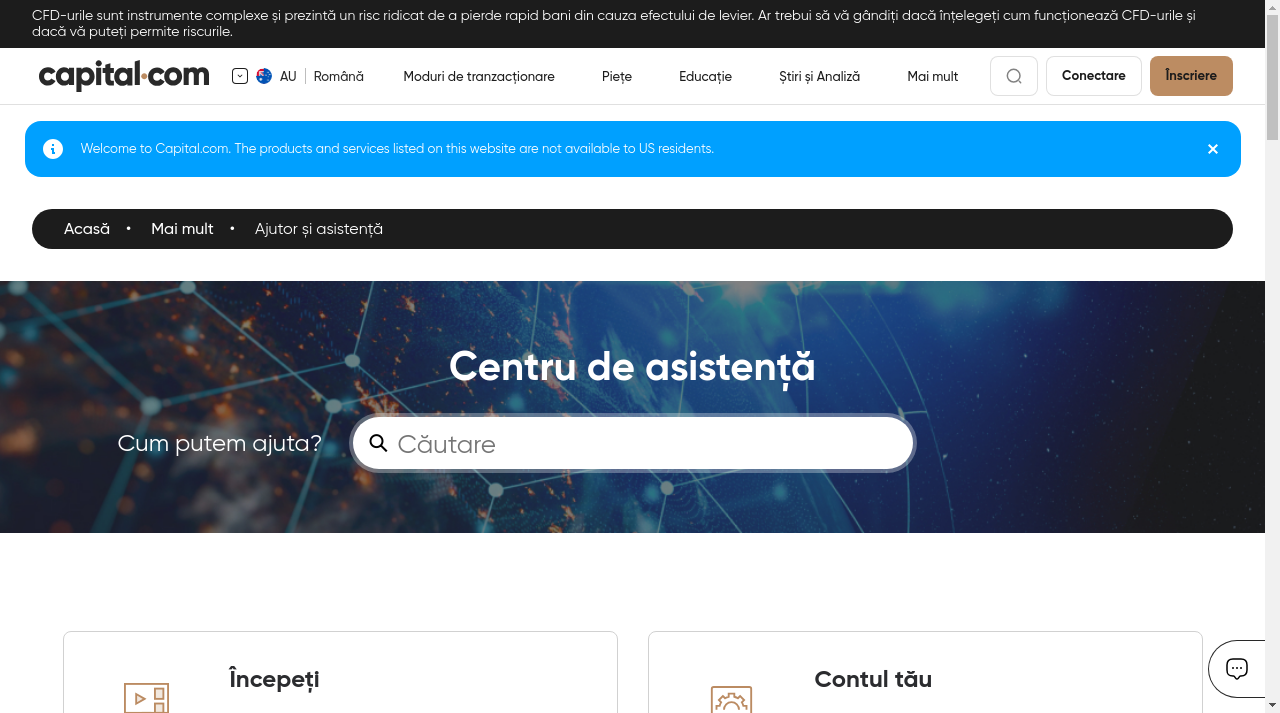 CFD-urile sunt instrumente complexe și prezintă un risc ridicat de a pierde rapid bani din cauza efectului de levier. Ar trebui să vă gândiți dacă înțelegeți cum funcționează CFD-urile și
dacă vă puteți permite riscurile.
capital.com AU Română Moduri de tranzacționare Piețe Educație Știri și Analiză Mai mult Conectare Înscriere
Welcome to Capital.com. The products and services listed on this website are not available to US residents.
Acasă • Mai mult • Ajutor și asistență
Centru de asistență
Cum putem ajuta? Căutare
Începeți Contul tău